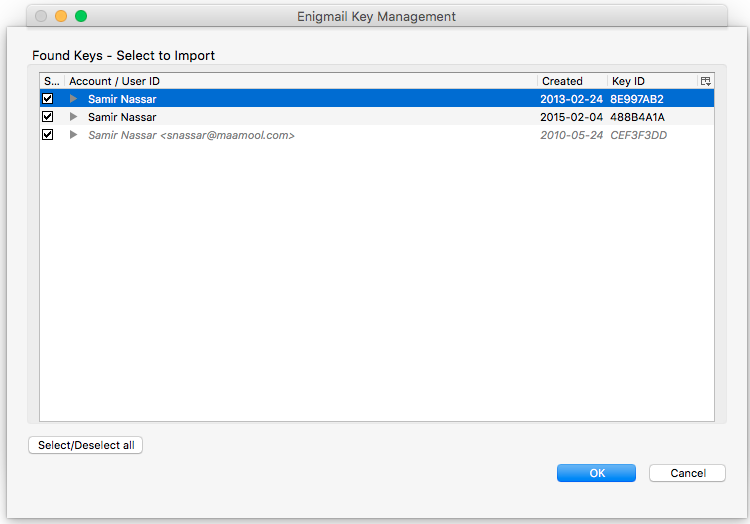 Enigmail Key Management
Found Keys - Select to Import
S... Account / User ID Created Key ID
Samir Nassar 2013-02-24 8E997AB2
Samir Nassar 2015-02-04 488B4A1A
Samir Nassar <snassar@maamool.com> 2010-05-24 CEF3F3DD
Select/Deselect all
OK Cancel